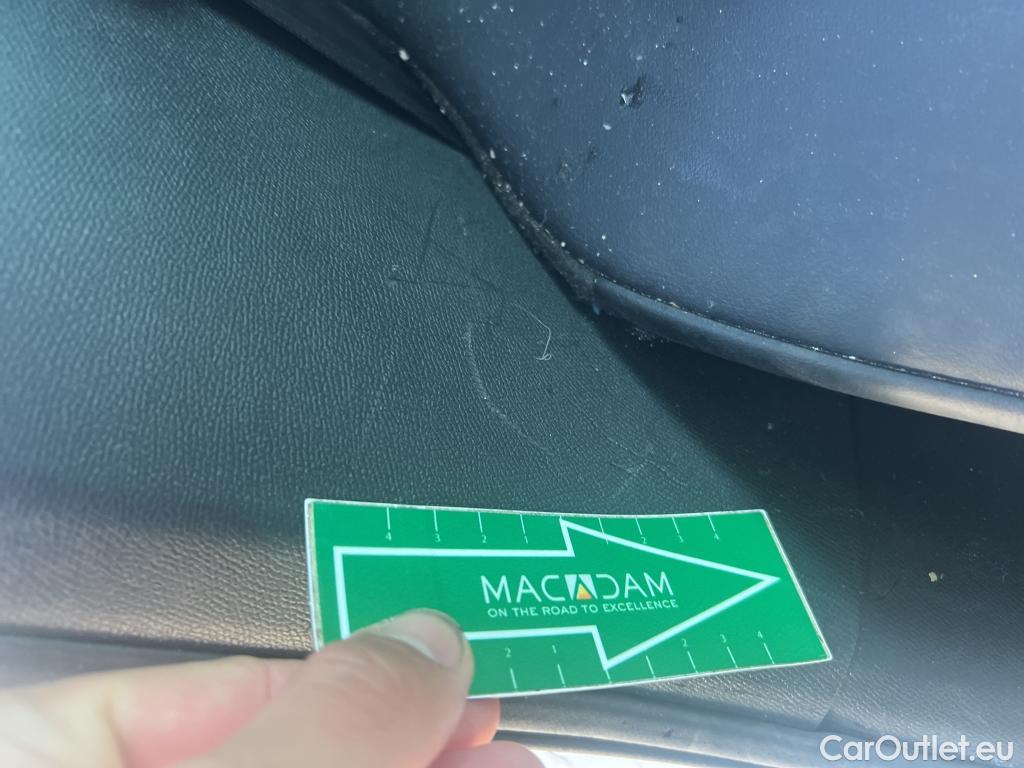 4 3 2 1 1 2 3 4
MACADAM
ON THE ROAD TO EXCELLENCE
2 1 2 3 4
CarOutlet.eu